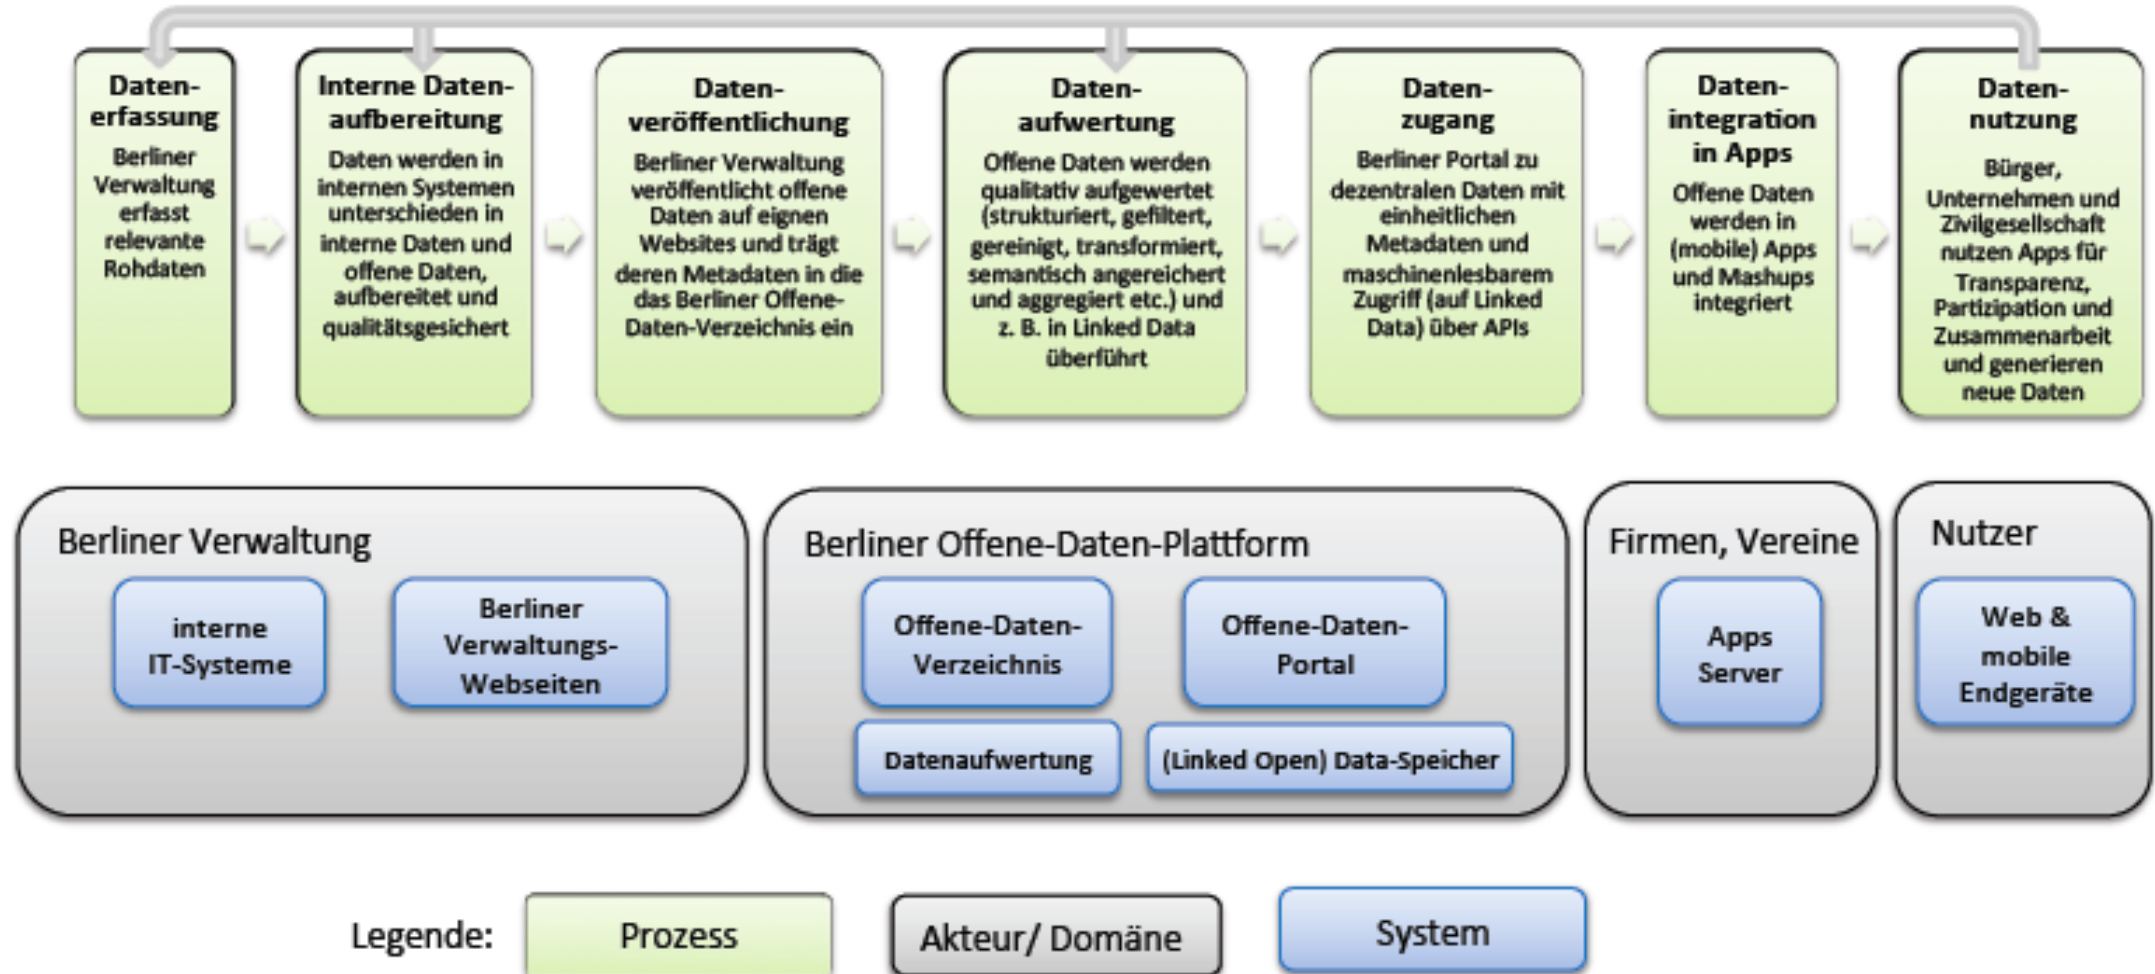 Daten-
erfassung
Berliner
Verwaltung
erfasst
relevante
Rohdaten
Interne Daten-
aufbereitung
Daten werden in
internen Systemen
unterschieden in
interne Daten und
offene Daten,
aufbereitet und
qualitätsgesichert
Daten-
veröffentlichung
Berliner Verwaltung
veröffentlicht offene
Daten auf eignen
Websites und trägt
deren Metadaten in die
das Berliner Offene-
Daten-Verzeichnis ein
Daten-
aufwertung
Offene Daten werden
qualitativ aufgewertet
(strukturiert, gefiltert,
gereinigt, transformiert,
semantisch angereichert
und aggregiert etc.) und
z. B. in Linked Data
überführt
Daten-
zugang
Berliner Portal zu
dezentralen Daten mit
einheitlichen
Metadaten und
maschinenlesbarem
Zugriff (auf Linked
Data) über APIs
Daten-
integration
in Apps
Offene Daten
werden in
(mobile) Apps
und Mashups
integriert
Daten-
nutzung
Bürger,
Unternehmen und
Zivilgesellschaft
nutzen Apps für
Transparenz,
Partizipation und
Zusammenarbeit
und generieren
neue Daten
Berliner Verwaltung
interne
IT-Systeme
Berliner
Verwaltungs-
Webseiten
Berliner Offene-Daten-Plattform
Offene-Daten-
Verzeichnis
Offene-Daten-
Portal
Datenaufwertung
(Linked Open) Data-Speicher
Firmen, Vereine
Apps
Server
Nutzer
Web &
mobile
Endgeräte
Legende:
Prozess
Akteur/ Domäne
System